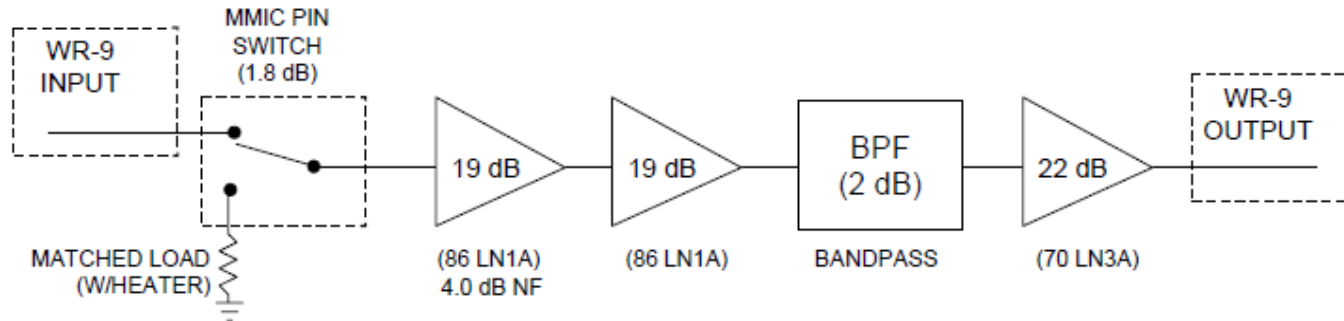 MMIC PIN
SWITCH
(1.8 dB)
WR-9
INPUT
WR-9
OUTPUT
19 dB
19 dB
BPF
(2 dB)
22 dB
MATCHED LOAD
(W/HEATER)
(86 LN1A)
4.0 dB NF
(86 LN1A)
BANDPASS
(70 LN3A)